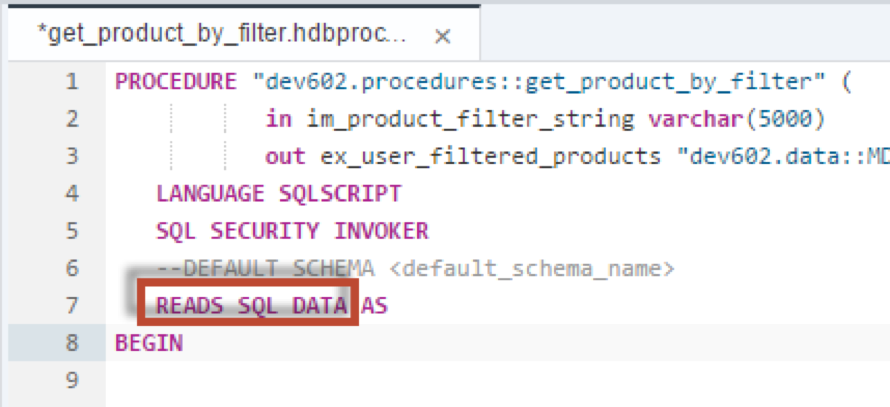 *get_product_by_filter.hdbproc... ×
1 PROCEDURE "dev602.procedures::get_product_by_filter" (
2 in im_product_filter_string varchar(5000)
3 out ex_user_filtered_products "dev602.data::MD
4 LANGUAGE SQLSCRIPT
5 SQL SECURITY INVOKER
6 --DEFAULT SCHEMA <default_schema_name>
7 READS SQL DATA AS
8 BEGIN
9